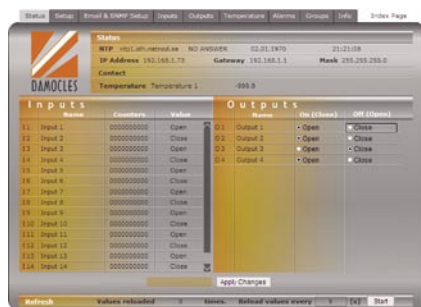 Status Setup Email & SNMP Setup Inputs Outputs Temperature Alarms Groups Info Index Page
Status
NTP NO ANSWER 02.01.1970 21:21:08
IP Address 192.168.1.73 Gateway 192.168.1.1 Mask 255.255.255.0
Contact
Temperature Temperature 1 -999.9
DAMOCLES
Inputs
Name Counters Value
I1 Input 1 0000000000 Open
I2 Input 2 0000000000 Close
I3 Input 3 0000000000 Open
I4 Input 4 0000000000 Close
I5 Input 5 0000000000 Close
I6 Input 6 0000000000 Close
I7 Input 7 0000000000 Open
I8 Input 8 0000000000 Close
I9 Input 9 0000000000 Open
I10 Input 10 0000000000 Close
I11 Input 11 0000000000 Open
I12 Input 12 0000000000 Close
I13 Input 13 0000000000 Close
I14 Input 14 0000000000 Close
Outputs
Name On (Close) Off (Open)
O1 Output 1 Open Close
O2 Output 2 Open Close
O3 Output 3 Open Close
O4 Output 4 Open Close
Apply Changes
Refresh Values reloaded times. Reload values every [s] Start